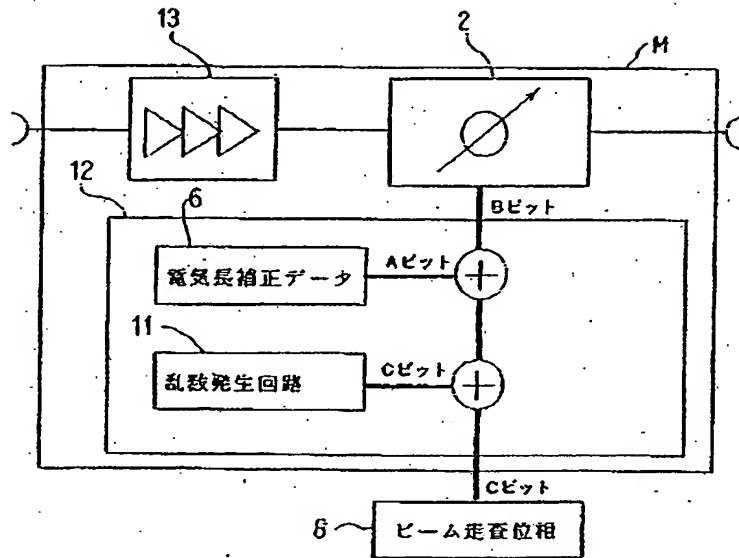 13
2
M
12
6
Bビット
電気長補正データ
Aビット
11
乱数発生回路
Cビット
Cビット
8
ビーム走査位相